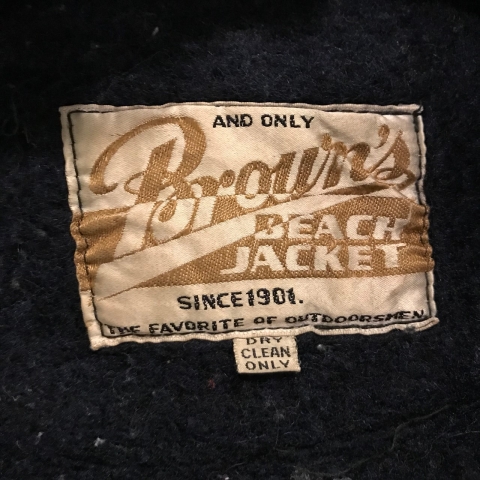 AND ONLY
Brown's
BEACH
JACKET
SINCE 1901.
THE FAVORITE OF OUTDOORSMEN
DRY
CLEAN
ONLY